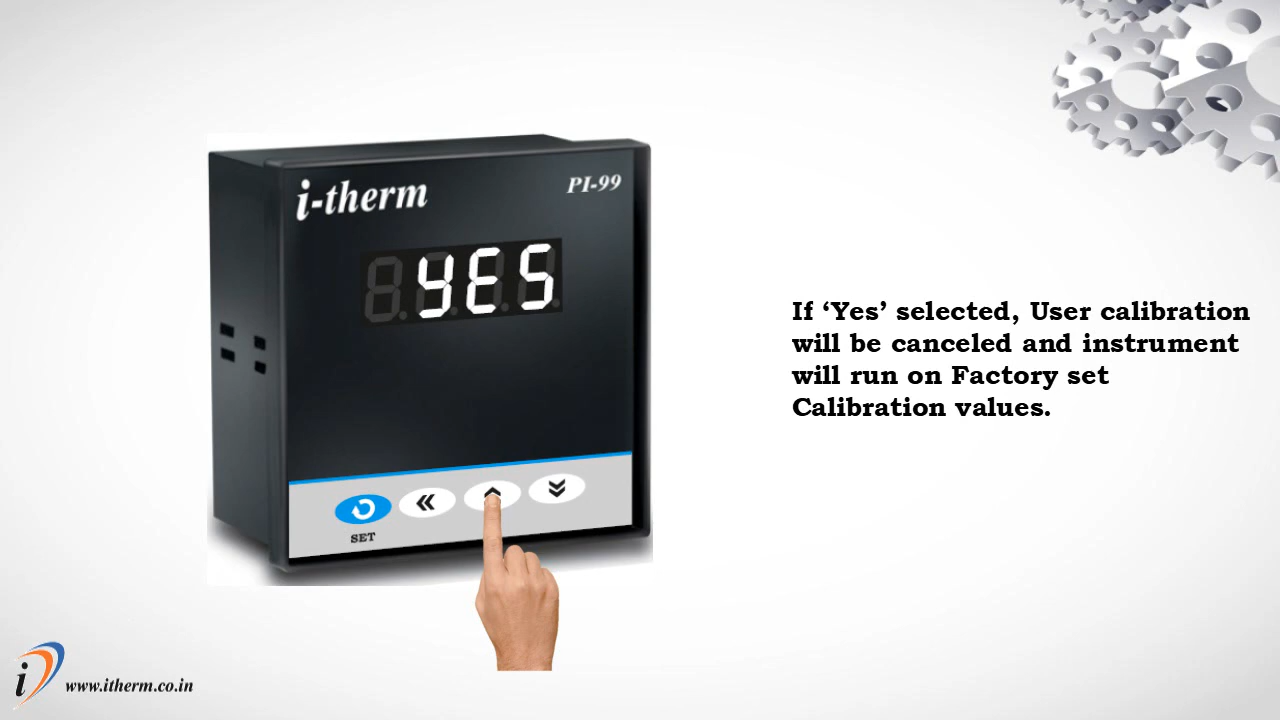 i-therm
PI-99
YES
SET
If ‘Yes’ selected, User calibration
will be canceled and instrument
will run on Factory set
Calibration values.
i
www.itherm.co.in